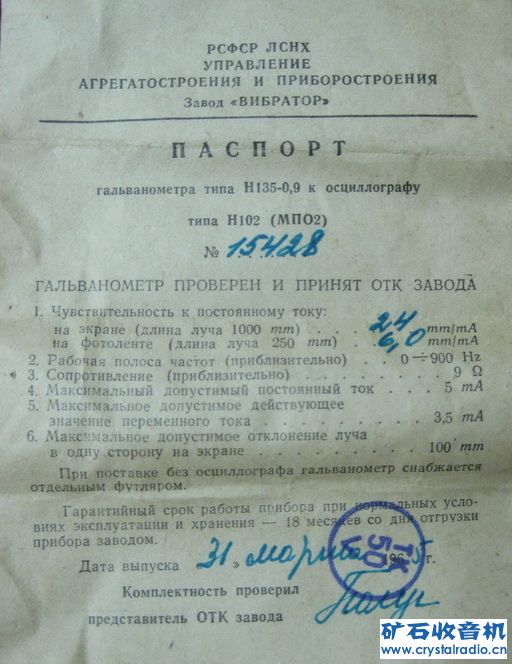 РСФСР ЛСНХ
УПРАВЛЕНИЕ
АГРЕГАТОСТРОЕНИЯ И ПРИБОРОСТРОЕНИЯ
Завод «ВИБРАТОР»
ПАСПОРТ
гальванометра типа Н135-0,9 к осциллографу
типа Н102 (МПО2)
№ 15428
ГАЛЬВАНОМЕТР ПРОВЕРЕН И ПРИНЯТ ОТК ЗАВОДА
1. Чувствительность к постоянному току:
на экране (длина луча 1000 mm) . . . 24 mm/mA
на фотоленте (длина луча 250 mm) . 6,0 mm/mA
2. Рабочая полоса частот (приблизительно) . 0÷900 Hz
3. Сопротивление (приблизительно) . . . . 9 Ω
4. Максимальный допустимый постоянный ток . . 5 mA
5. Максимальное допустимое действующее
значение переменного тока . . . . 3,5 mA
6. Максимальное допустимое отклонение луча
в одну сторону на экране . . . . . 100 mm
При поставке без осциллографа гальванометр снабжается
отдельным футляром.
Гарантийный срок работы прибора при нормальных усло-
виях эксплуатации и хранения — 18 месяцев со дня отгрузки
прибора заводом.
Дата выпуска „31" марта 1965 г.
ТК
50
Комплектность проверил
представитель ОТК завода
矿石收音机
www.crystalradio.cn